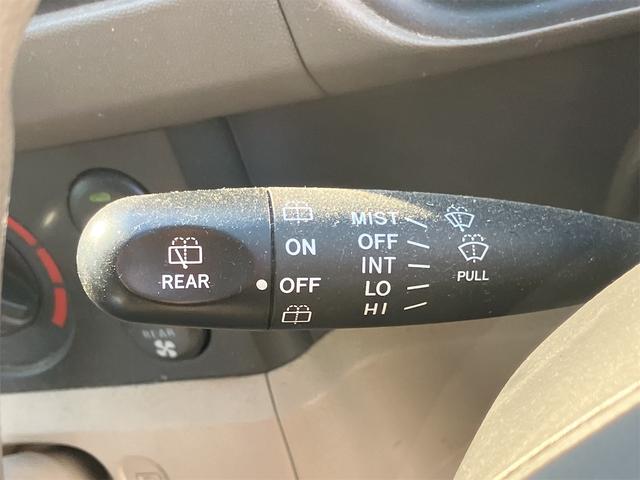 REAR
ON
OFF
MIST
OFF
INT
LO
HI
PULL
REAR